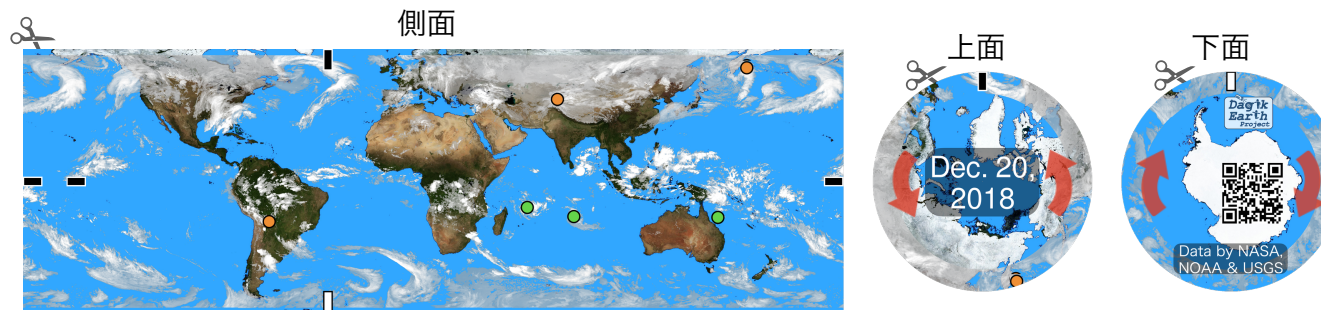 側面
上面
下面
Dec. 20,
2018
Dagik
Earth
Project
Data by NASA,
NOAA & USGS